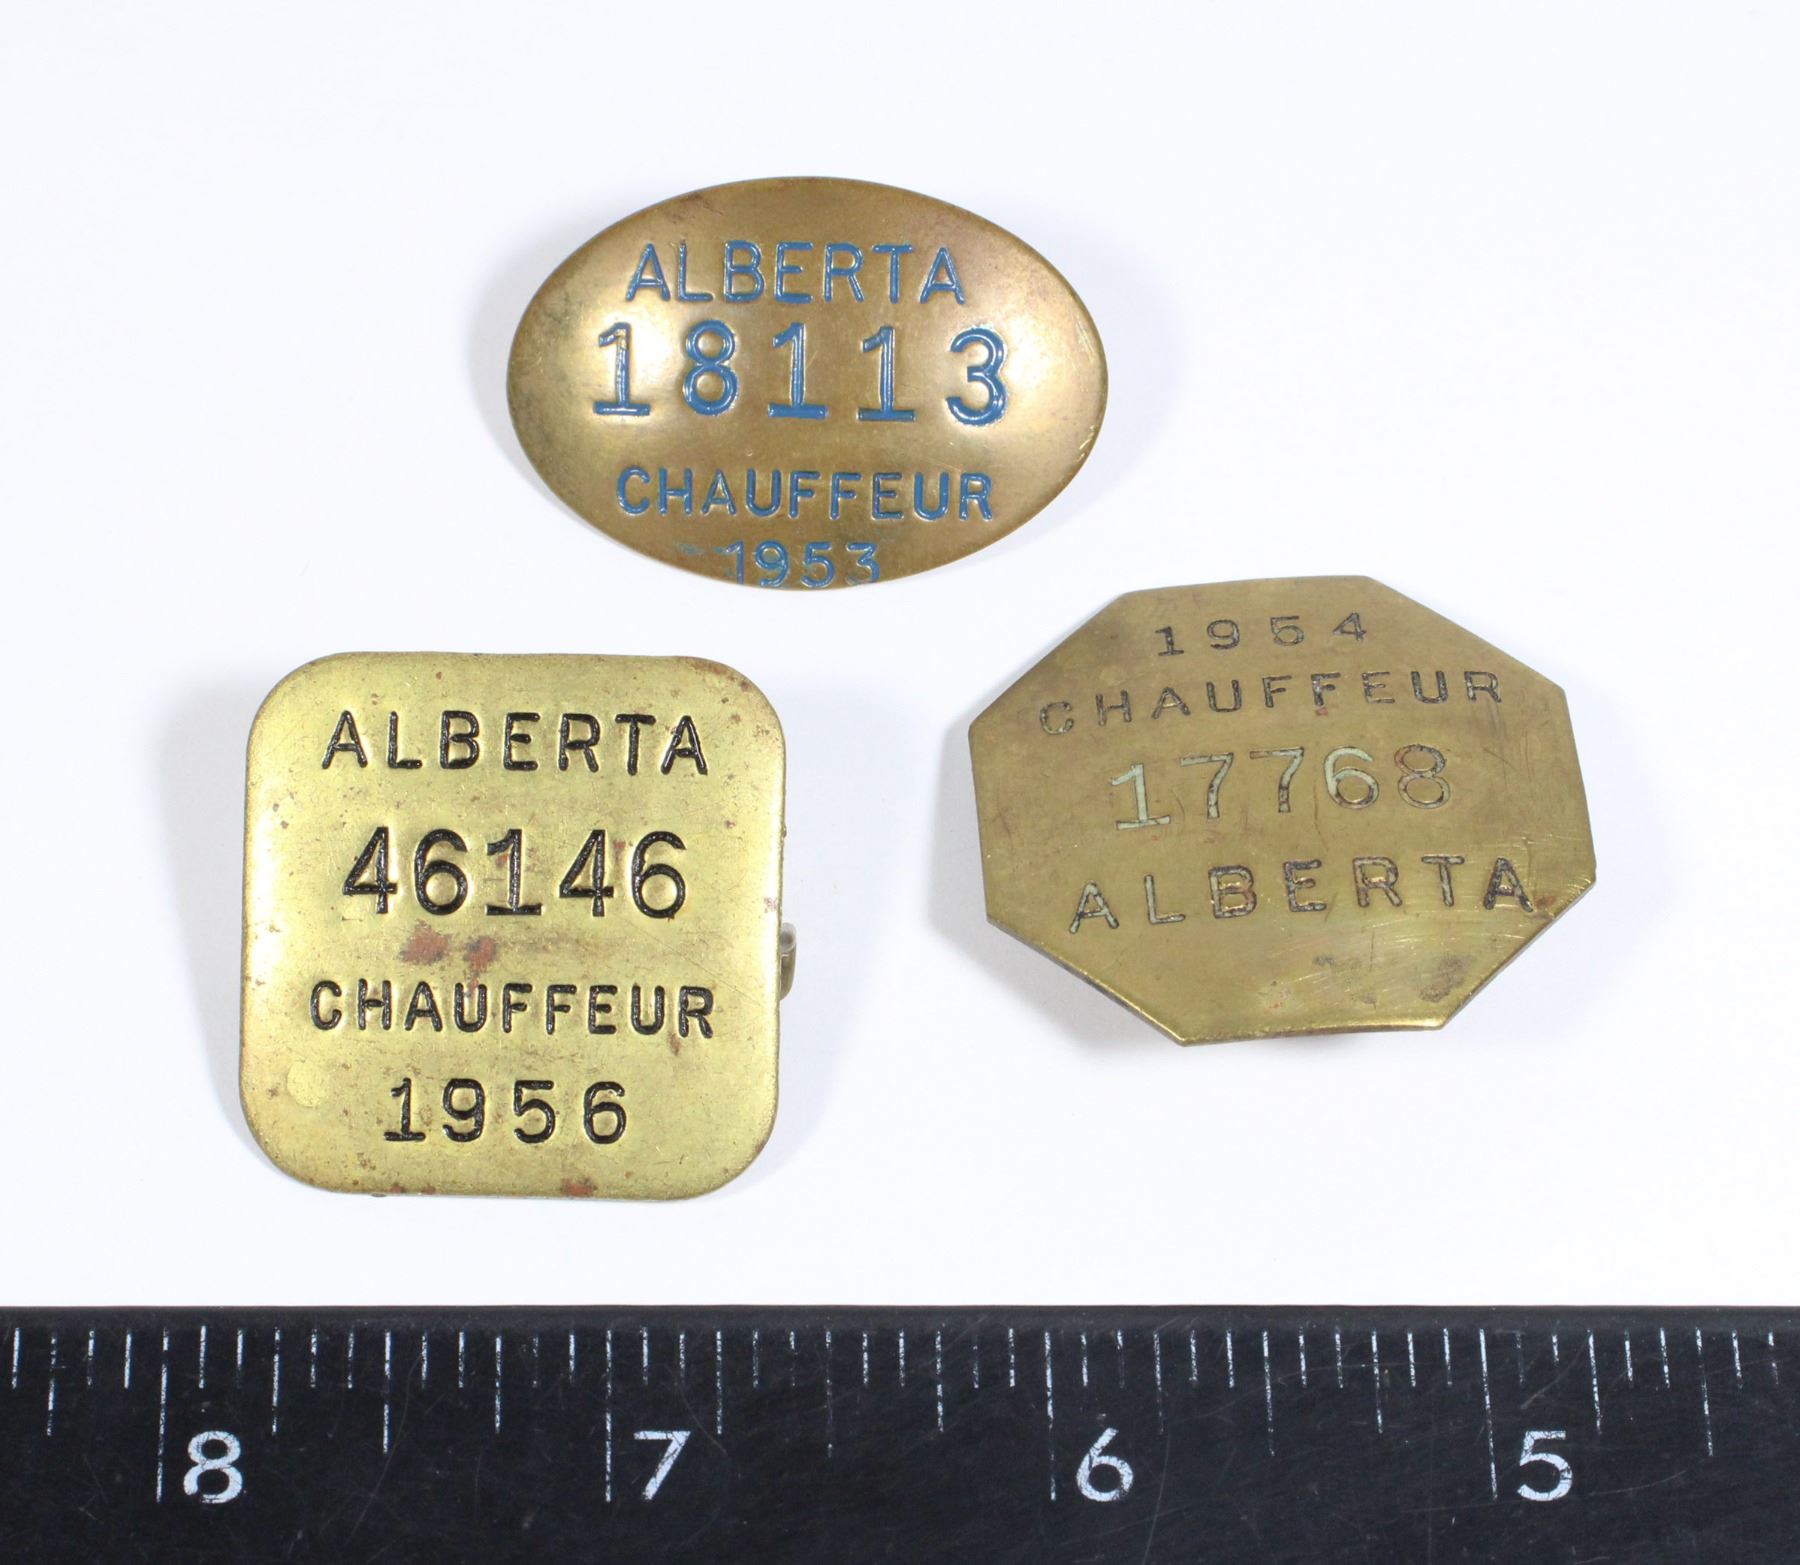 ALBERTA
18113
CHAUFFEUR
1953
1954
CHAUFFEUR
17768
ALBERTA
ALBERTA
46146
CHAUFFEUR
1956
8 7 6 5